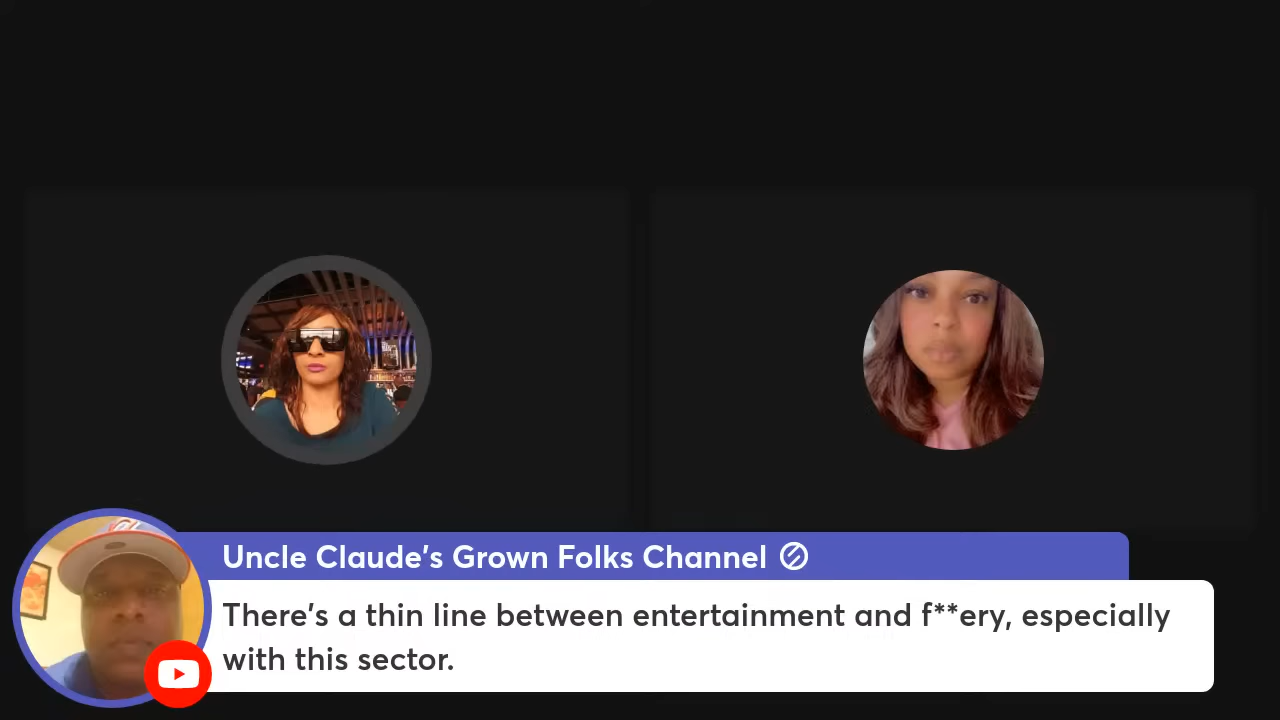 Uncle Claude's Grown Folks Channel
There's a thin line between entertainment and f**ery, especially
with this sector.